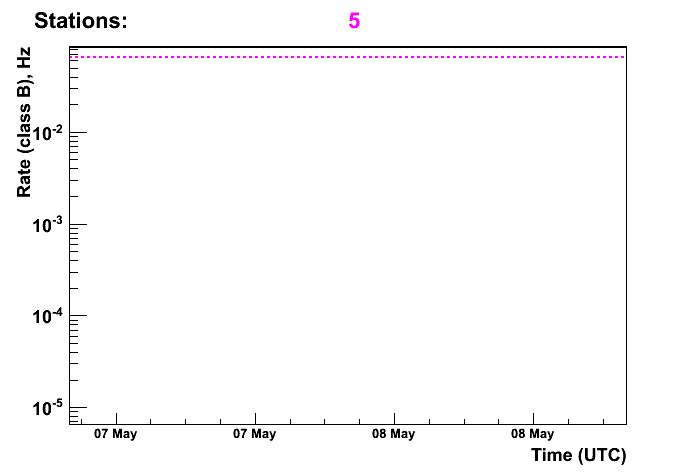 Stations: 5
Rate (class B), Hz
10-2
10-3
10-4
10-5
07 May 07 May 08 May 08 May
Time (UTC)